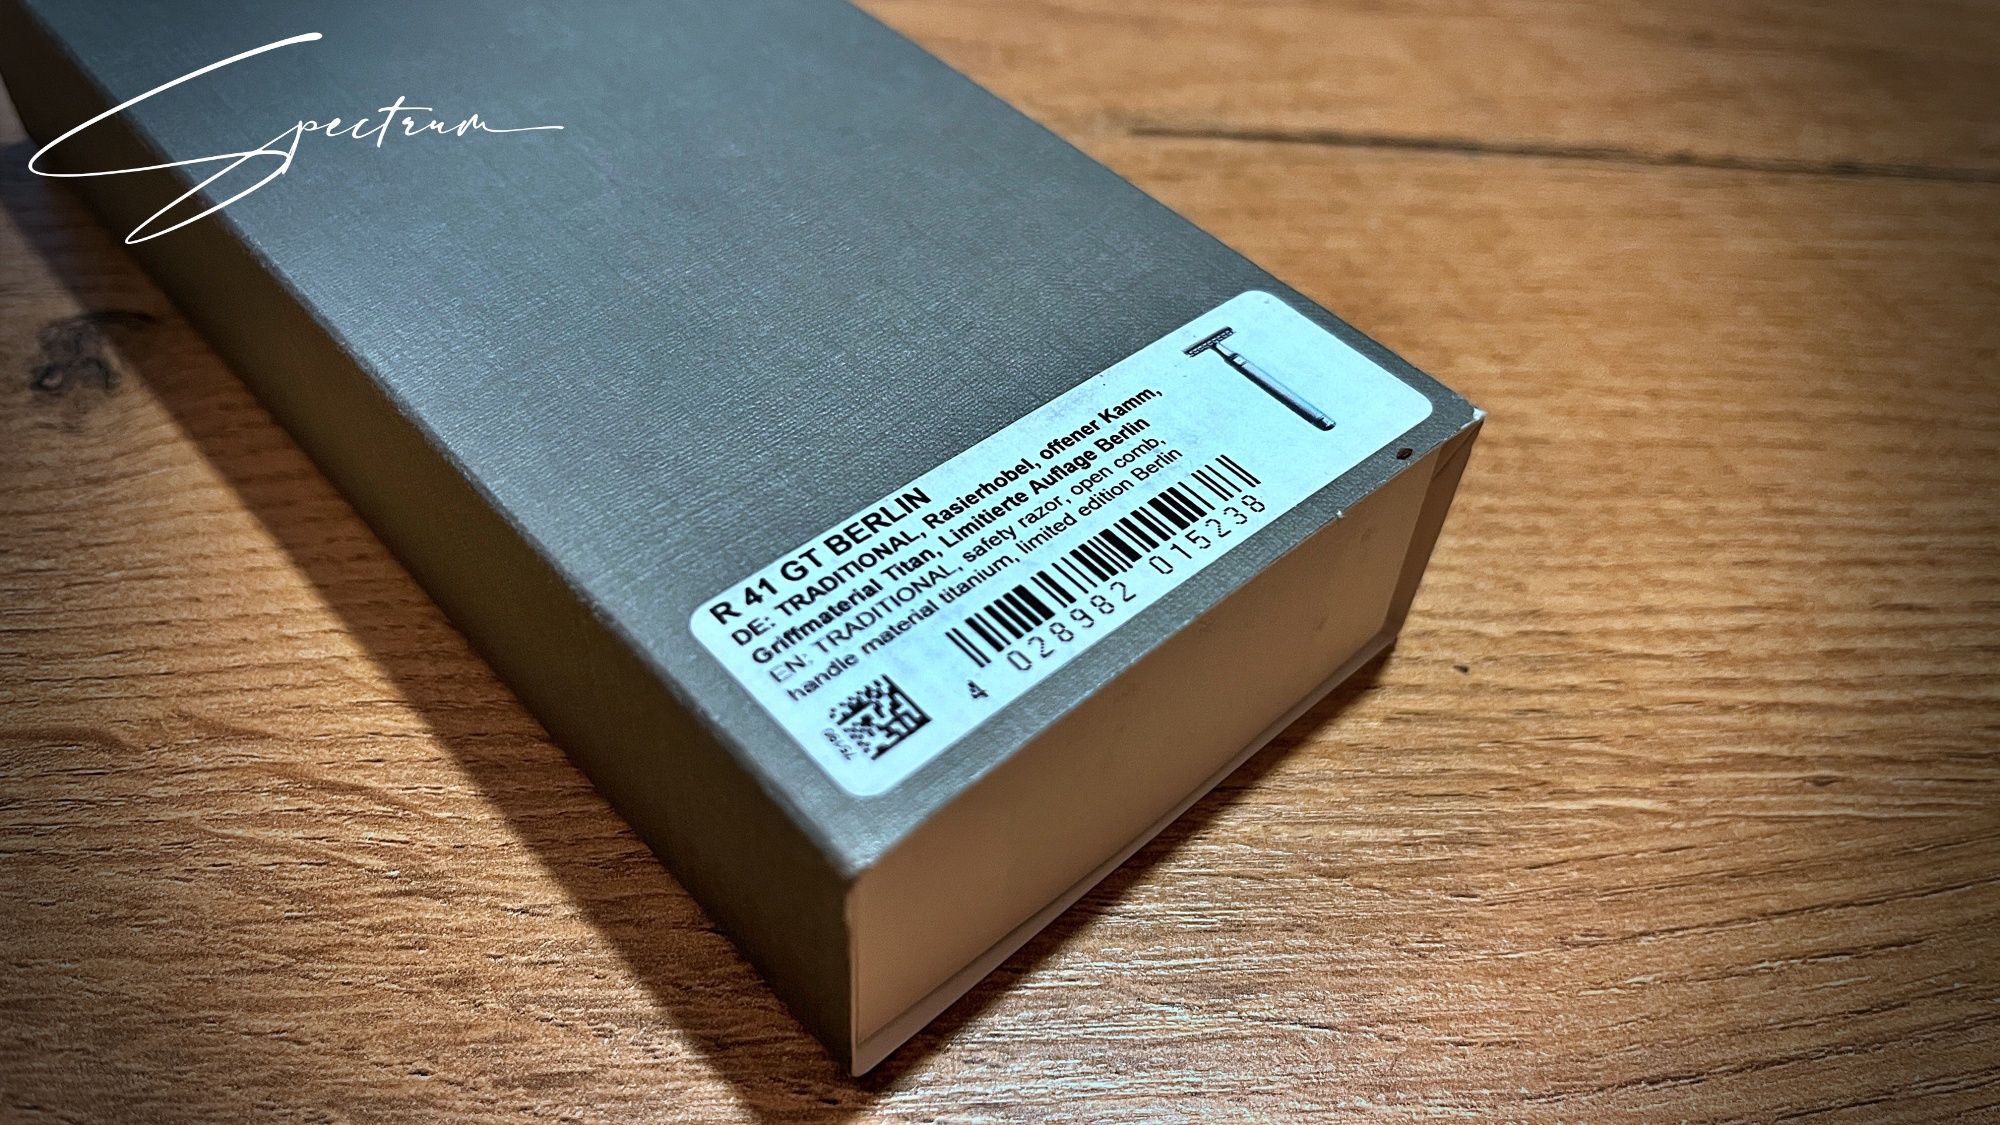 Spectrum
R 41 GT BERLIN
DE: TRADITIONAL, Rasierhobel, offener Kamm,
Griffmaterial Titan, Limitierte Auflage Berlin
EN: TRADITIONAL, safety razor, open comb,
handle material titanium, limited edition Berlin
4 028982 015238